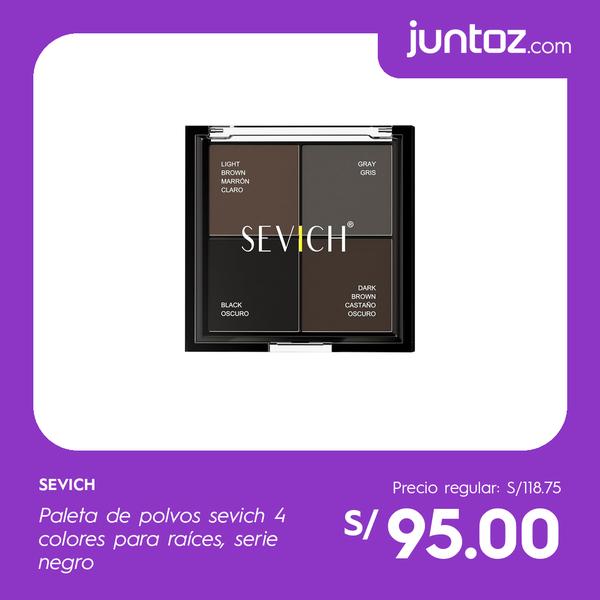 juntoz.com
LIGHT
BROWN
MARRÓN
CLARO
GRAY
GRIS
SEVICH®
BLACK
OSCURO
DARK
BROWN
CASTAÑO
OSCURO
SEVICH
Paleta de polvos sevich 4
colores para raíces, serie
negro
Precio regular: S/118.75
S/ 95.00